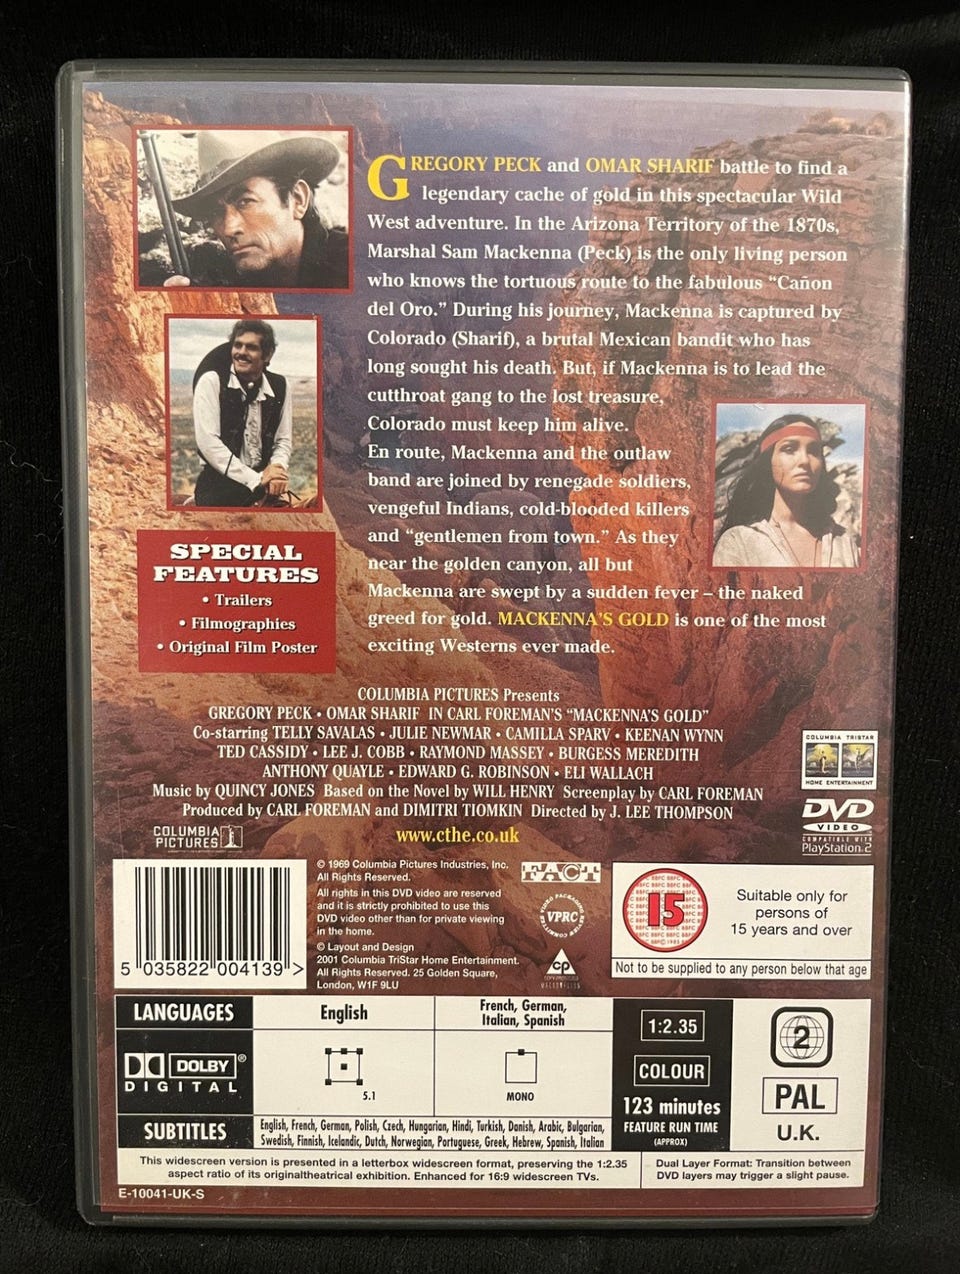 GREGORY PECK and OMAR SHARIF battle to find a
legendary cache of gold in this spectacular Wild
West adventure. In the Arizona Territory of the 1870s,
Marshal Sam Mackenna (Peck) is the only living person
who knows the tortuous route to the fabulous “Cañon
del Oro.” During his journey, Mackenna is captured by
Colorado (Sharif), a brutal Mexican bandit who has
long sought his death. But, if Mackenna is to lead the
cutthroat gang to the lost treasure,
Colorado must keep him alive.
En route, Mackenna and the outlaw
band are joined by renegade soldiers,
vengeful Indians, cold-blooded killers
and “gentlemen from town.” As they
near the golden canyon, all but
Mackenna are swept by a sudden fever – the naked
greed for gold. MACKENNA'S GOLD is one of the most
exciting Westerns ever made.
SPECIAL
FEATURES
• Trailers
• Filmographies
• Original Film Poster
COLUMBIA PICTURES Presents
GREGORY PECK • OMAR SHARIF IN CARL FOREMAN'S “MACKENNA'S GOLD”
Co-starring TELLY SAVALAS • JULIE NEWMAR • CAMILLA SPARV • KEENAN WYNN
TED CASSIDY • LEE J. COBB • RAYMOND MASSEY • BURGESS MEREDITH
ANTHONY QUAYLE • EDWARD G. ROBINSON • ELI WALLACH
Music by QUINCY JONES Based on the Novel by WILL HENRY Screenplay by CARL FOREMAN
Produced by CARL FOREMAN and DIMITRI TIOMKIN Directed by J. LEE THOMPSON
www.cthe.co.uk
COLUMBIA
PICTURES
COLUMBIA TRISTAR
HOME ENTERTAINMENT
DVD
VIDEO
COMPATIBLE WITH
PlayStation.2
5 035822 004139 >
© 1969 Columbia Pictures Industries, Inc.
All Rights Reserved.
All rights in this DVD video are reserved
and it is strictly prohibited to use this
DVD video other than for private viewing
in the home.
© Layout and Design
2001 Columbia TriStar Home Entertainment.
All Rights Reserved. 25 Golden Square,
London, W1F 9LU
FACT
VIDEO PACKAGING REVIEW COMMITTEE
VPRC
cp
15
Suitable only for
persons of
15 years and over
Not to be supplied to any person below that age
LANGUAGES
English
French, German,
Italian, Spanish
DOLBY®
DIGITAL
5.1
MONO
SUBTITLES
English, French, German, Polish, Czech, Hungarian, Hindi, Turkish, Danish, Arabic, Bulgarian,
Swedish, Finnish, Icelandic, Dutch, Norwegian, Portuguese, Greek, Hebrew, Spanish, Italian
1:2.35
COLOUR
123 minutes
FEATURE RUN TIME
(APPROX)
2
PAL
U.K.
This widescreen version is presented in a letterbox widescreen format, preserving the 1:2.35
aspect ratio of its originaltheatrical exhibition. Enhanced for 16:9 widescreen TVs.
Dual Layer Format: Transition between
DVD layers may trigger a slight pause.
E-10041-UK-S